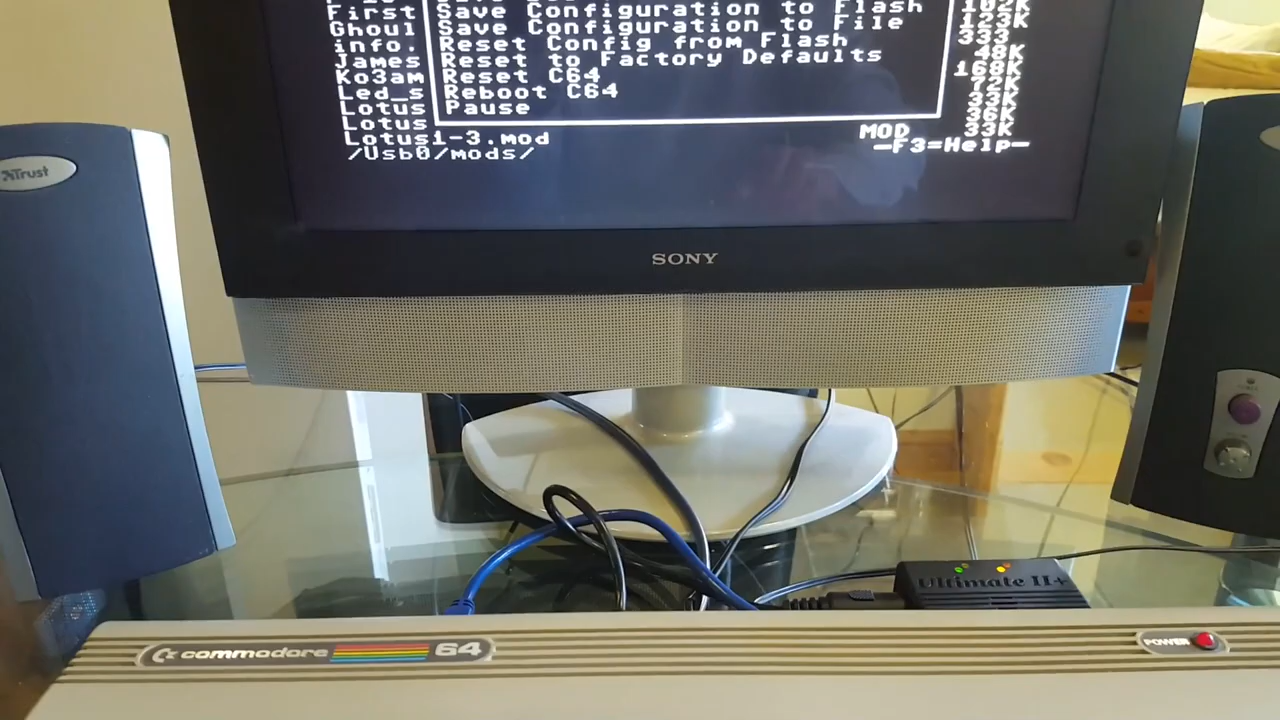 First Save Configuration to Flash 102K
Ghoul Save Configuration to File 123K
info. Reset Config from Flash 333
James Reset to Factory Defaults 48K
Ko3am Reset C64 168K
Led_s Reboot C64 72K
Lotus Pause 33K
Lotus 36K
Lotus1-3.mod MOD 33K
/Usb0/mods/ F3=Help
Trust
SONY
Ultimate II+
commodore 64
POWER